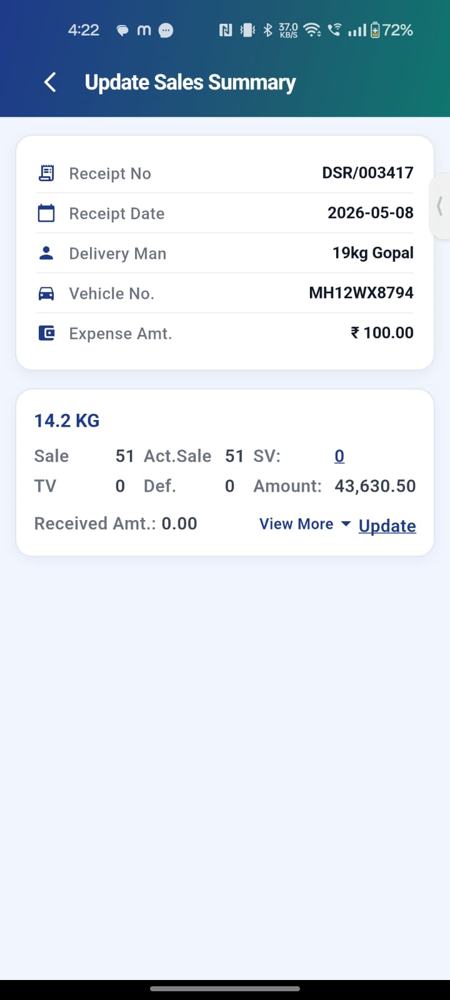 4:22 m 37.0 KB/S 72%
Update Sales Summary
Receipt No DSR/003417
Receipt Date 2026-05-08
Delivery Man 19kg Gopal
Vehicle No. MH12WX8794
Expense Amt. ₹ 100.00
14.2 KG
Sale 51 Act.Sale 51 SV: 0
TV 0 Def. 0 Amount: 43,630.50
Received Amt.: 0.00 View More Update